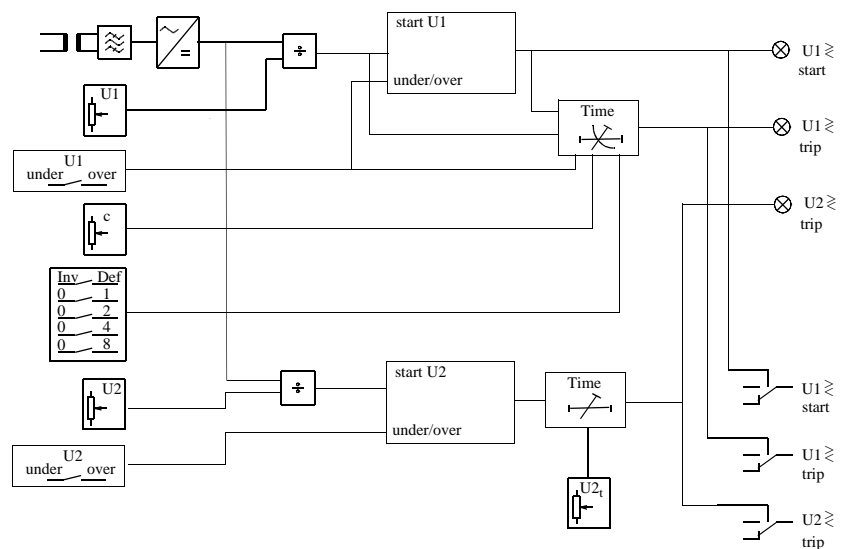 start U1
under/over
÷
U1
U1
under over
c
Inv Def
0 1
0 2
0 4
0 8
Time
U1 ≷
start
U1 ≷
trip
U2 ≷
trip
÷
U2
U2
under over
start U2
under/over
Time
U2t
U1 ≷
start
U1 ≷
trip
U2 ≷
trip